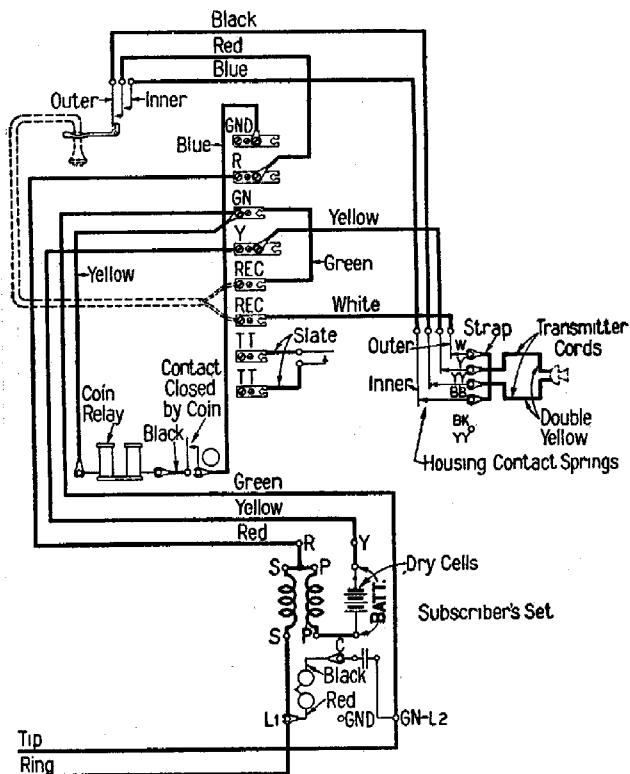 Black
Red
Blue
Outer Inner
GND
Blue
R
GN
Yellow
Y
Yellow
REC
Green
REC
White
TT
Slate
Strap
Transmitter
Cords
Outer
W
Y
Contact
Closed
by Coin
TT
Inner
YY
BB
Coin
Relay
Black
BK
YY
Double
Yellow
Housing Contact Springs
Green
Yellow
Red
R
Y
S P
Dry Cells
BATT.
Subscriber's Set
S P
C
Black
Red
L1
GND
GN-L2
Tip
Ring